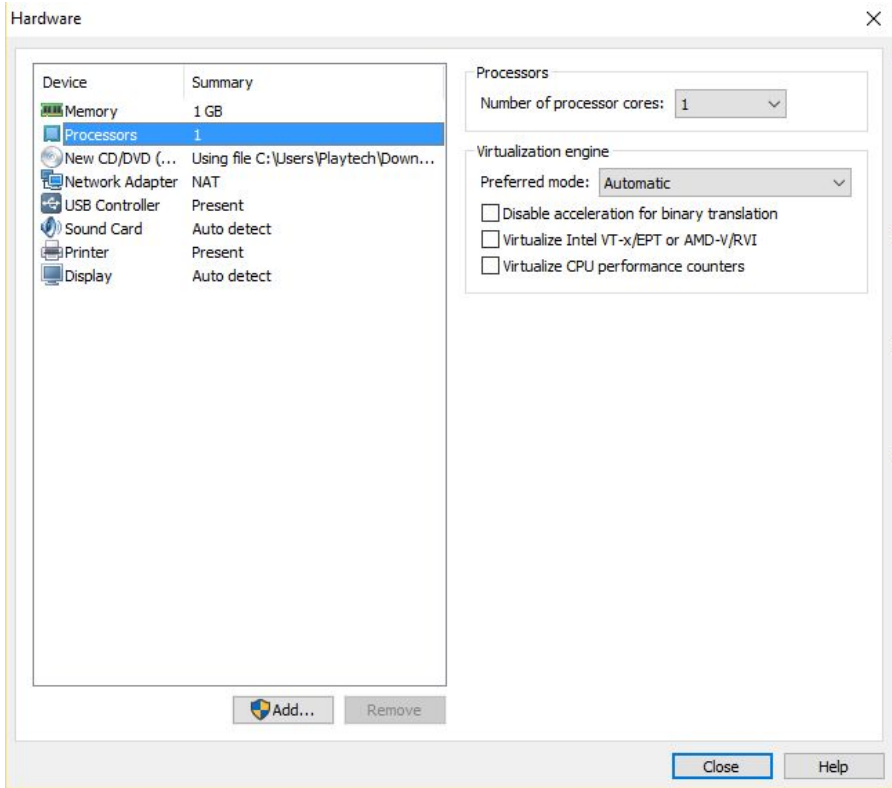 Hardware
Device Summary
Memory 1 GB
Processors 1
New CD/DVD (... Using file C:\Users\Playtech\Down...
Network Adapter NAT
USB Controller Present
Sound Card Auto detect
Printer Present
Display Auto detect
Add... Remove
Processors
Number of processor cores: 1
Virtualization engine
Preferred mode: Automatic
Disable acceleration for binary translation
Virtualize Intel VT-x/EPT or AMD-V/RVI
Virtualize CPU performance counters
Close Help